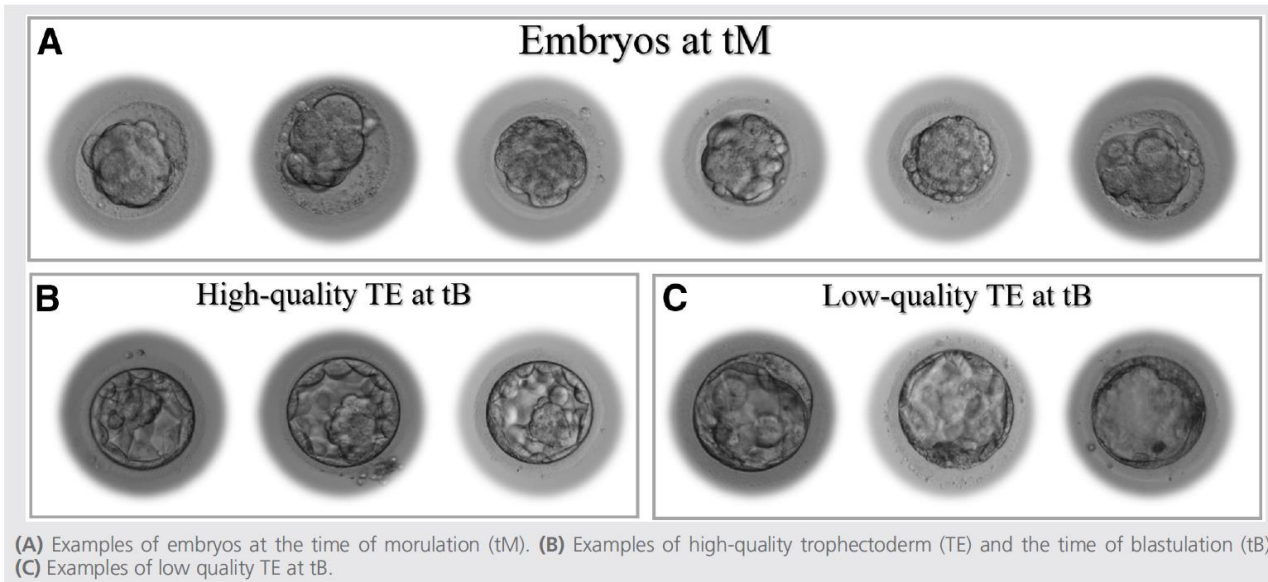 A
Embryos at tM
B
High-quality TE at tB
C
Low-quality TE at tB
(A) Examples of embryos at the time of morulation (tM). (B) Examples of high-quality trophectoderm (TE) and the time of blastulation (tB)
(C) Examples of low quality TE at tB.